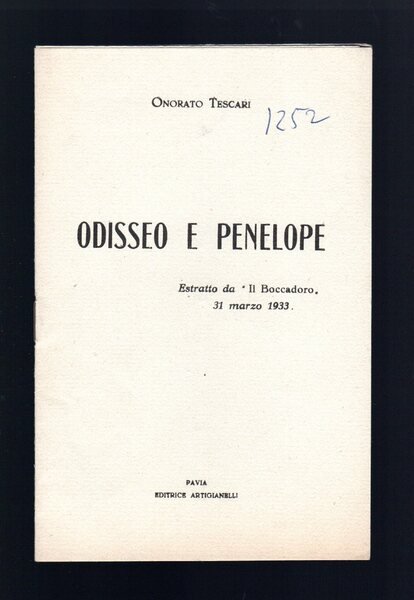 ONORATO TESCARI
1252
ODISSEO E PENELOPE
Estratto da “ Il Boccadoro „
31 marzo 1933.
PAVIA
EDITRICE ARTIGIANELLI